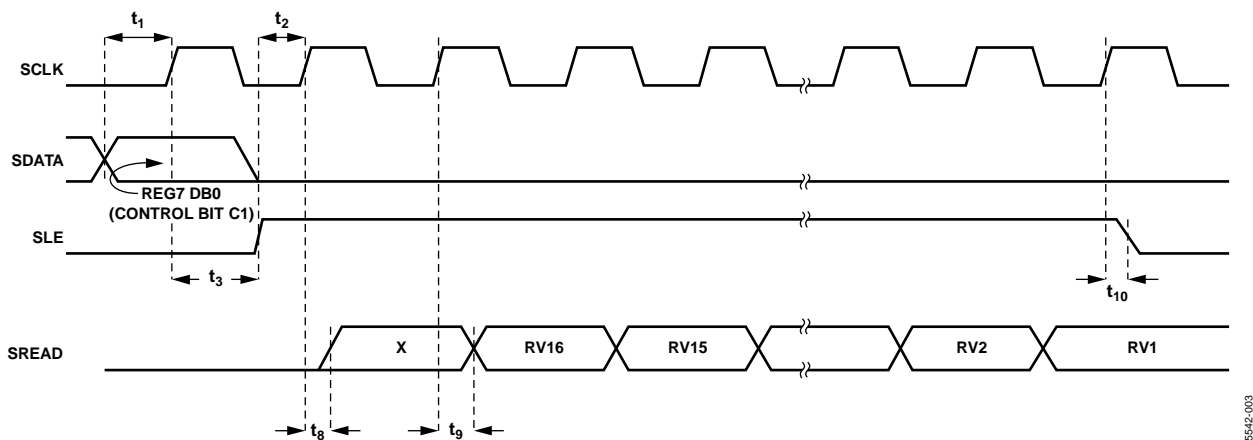 t1
t2
SCLK
SDATA
REG7 DB0
(CONTROL BIT C1)
SLE
t3
t10
SREAD
X
RV16
RV15
RV2
RV1
t8
t9
5542-003